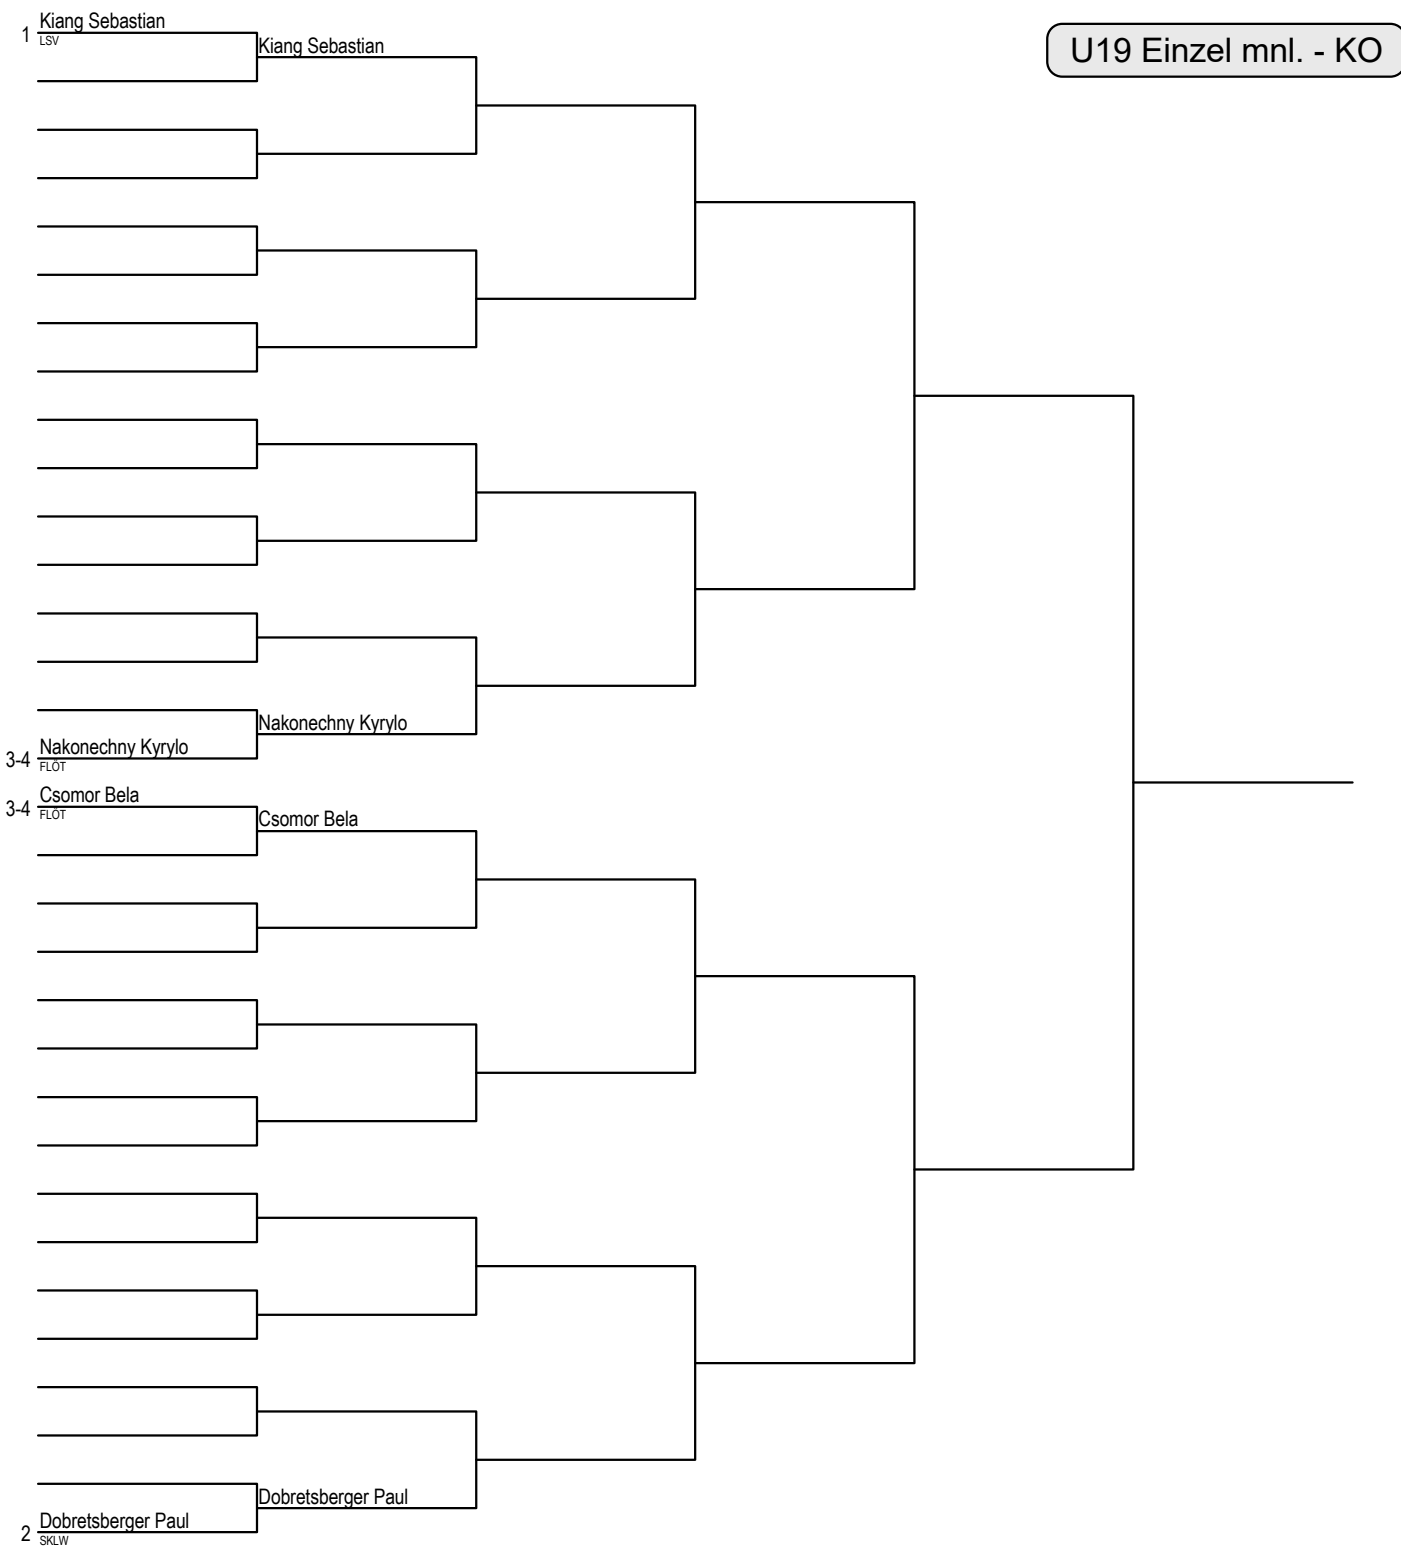 Kiang Sebastian
1
LSV
Kiang Sebastian
U19 Einzel mnl. - KO
Nakonechny Kyrylo
Nakonechny Kyrylo
3-4
FLÖT
Csomor Bela
3-4
FLÖT
Csomor Bela
Dobretsberger Paul
Dobretsberger Paul
2
SKLW